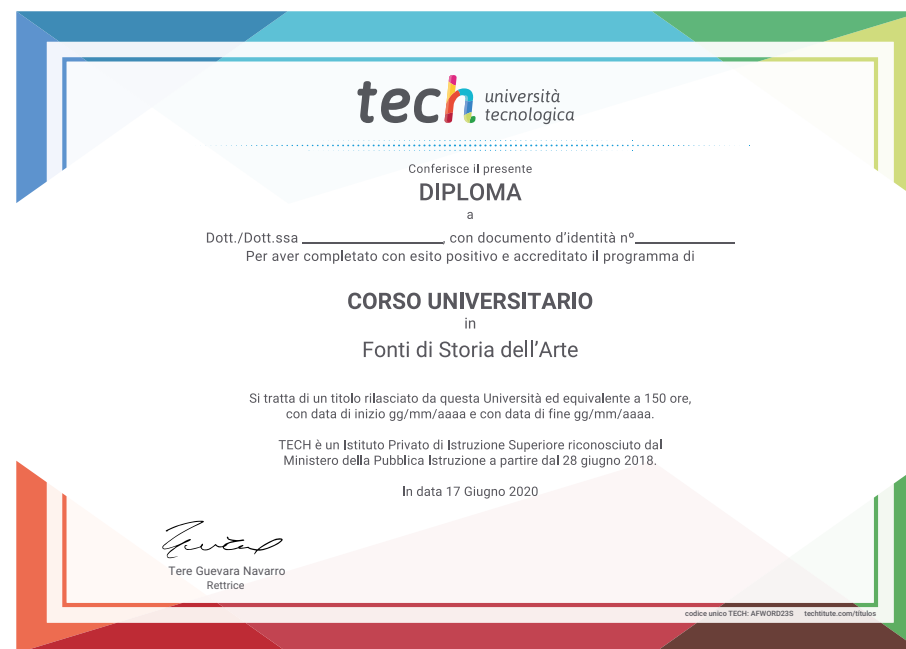 tech università
tecnologica
Conferisce il presente
DIPLOMA
a
Dott./Dott.ssa ____________________, con documento d'identità nº______________
Per aver completato con esito positivo e accreditato il programma di
CORSO UNIVERSITARIO
in
Fonti di Storia dell'Arte
Si tratta di un titolo rilasciato da questa Università ed equivalente a 150 ore,
con data di inizio gg/mm/aaaa e con data di fine gg/mm/aaaa.
TECH è un Istituto Privato di Istruzione Superiore riconosciuto dal
Ministero della Pubblica Istruzione a partire dal 28 giugno 2018.
In data 17 Giugno 2020
Tere Guevara Navarro
Rettrice
codice unico TECH: AFWORD23S techtitute.com/titulos